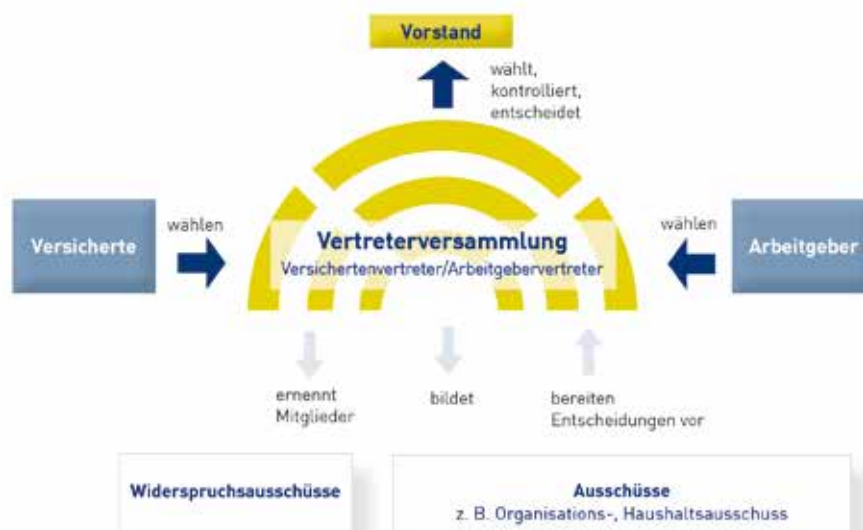 Vorstand
wählt,
kontrolliert,
entscheidet
Versicherte
wählen
Vertreterversammlung
Versichertenvertreter/Arbeitgebervertreter
wählen
Arbeitgeber
ernennt
Mitglieder
bildet
bereiten
Entscheidungen vor
Widerspruchsausschüsse
Ausschüsse
z. B. Organisations-, Haushaltsausschuss